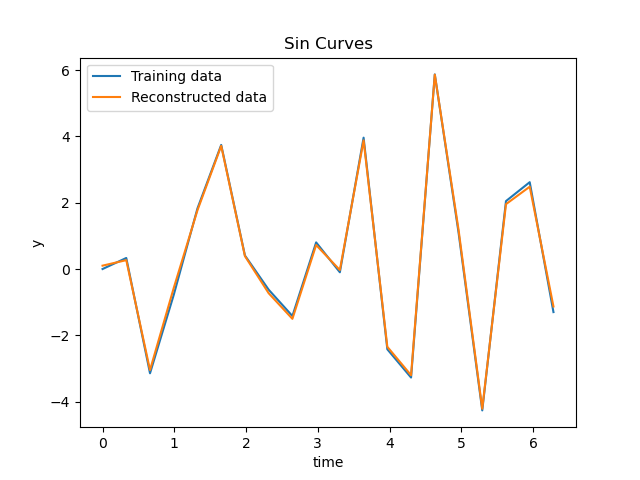 Sin Curves
Training data
Reconstructed data
6
4
2
0
−2
−4
y
0 1 2 3 4 5 6
time